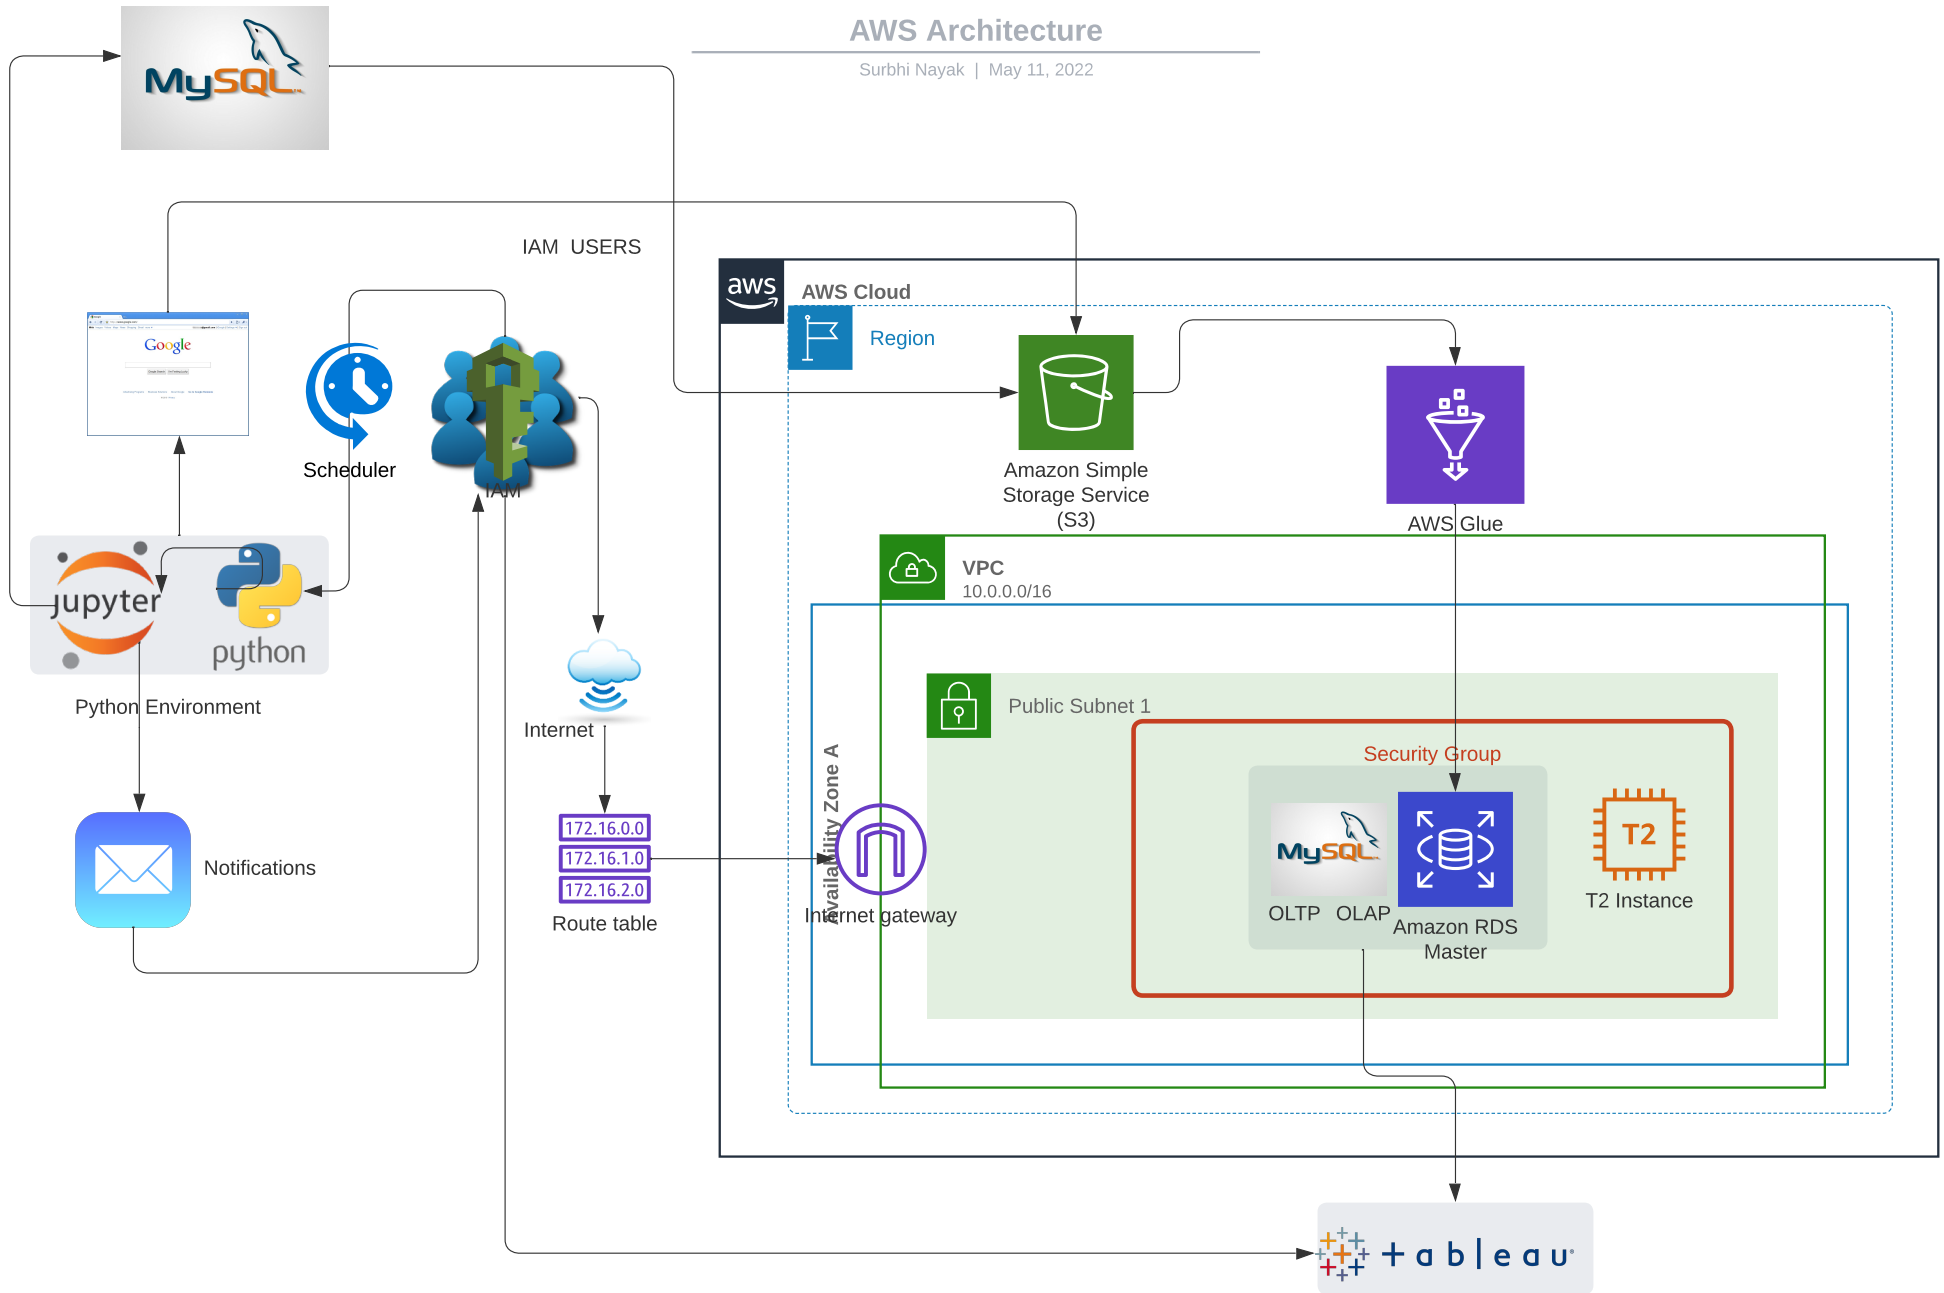 AWS Architecture
Surbhi Nayak | May 11, 2022
MySQL
IAM USERS
aws
AWS Cloud
Region
Google
Scheduler
IAM
Amazon Simple
Storage Service
(S3)
AWS Glue
VPC
10.0.0.0/16
jupyter
python
Python Environment
Public Subnet 1
Internet
Security Group
Availability Zone A
172.16.0.0
172.16.1.0
172.16.2.0
Route table
Internet gateway
Notifications
MySQL
OLTP OLAP
Amazon RDS
Master
T2
T2 Instance
+ableau®